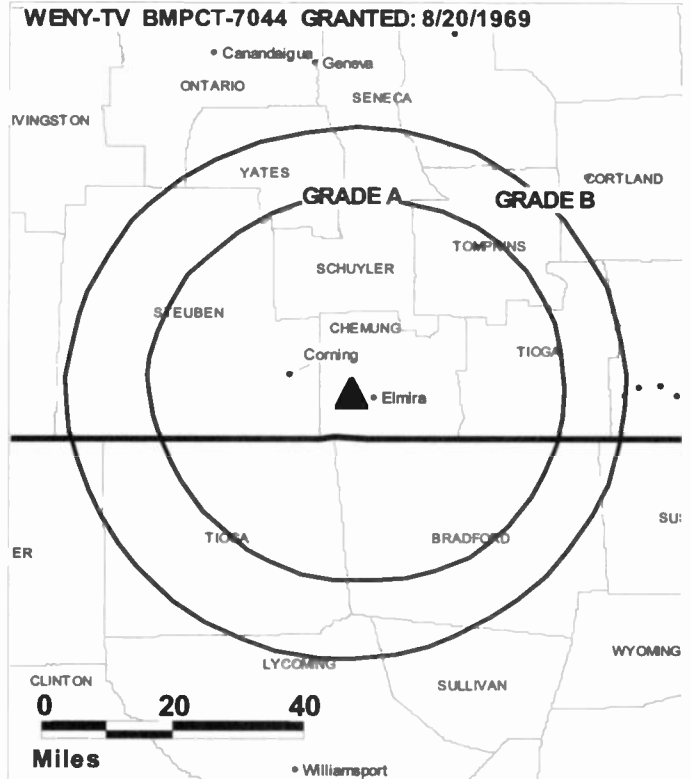 WENY-TV BMPCT-7044 GRANTED: 8/20/1969
Canandaigua
Geneva
ONTARIO
SENECA
IVINGSTON
YATES
CORTLAND
GRADE A
GRADE B
TOMPKINS
SCHUYLER
STEUBEN
CHEMUNG
Corning
TIOGA
Elmira
SUS
TIOGA
BRADFORD
ER
WYOMING
LYCOMING
CLINTON
SULLIVAN
0 20 40
Miles
Williamsport